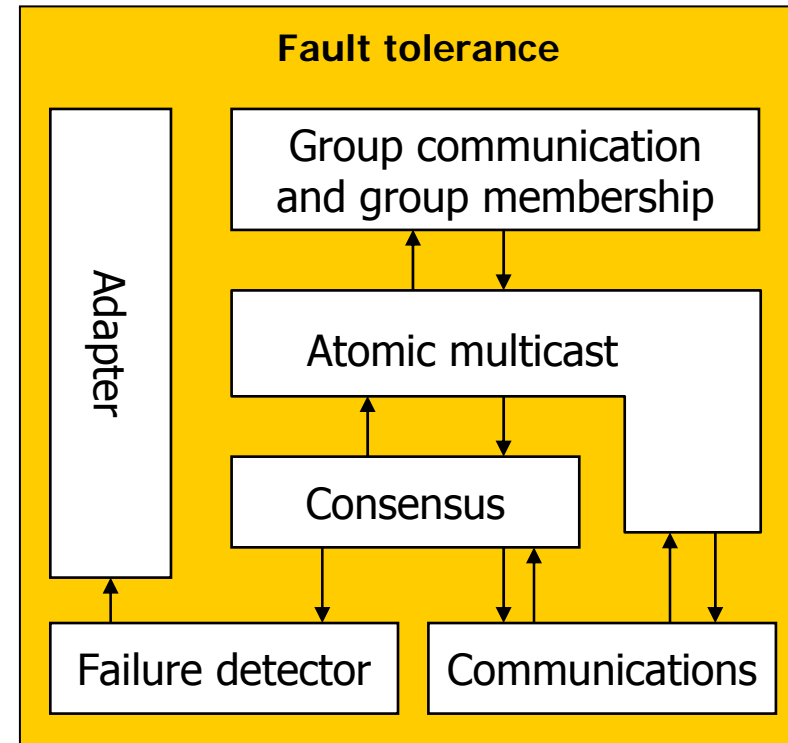 Fault tolerance
Group communication
and group membership
Adapter
Atomic multicast
Consensus
Failure detector
Communications